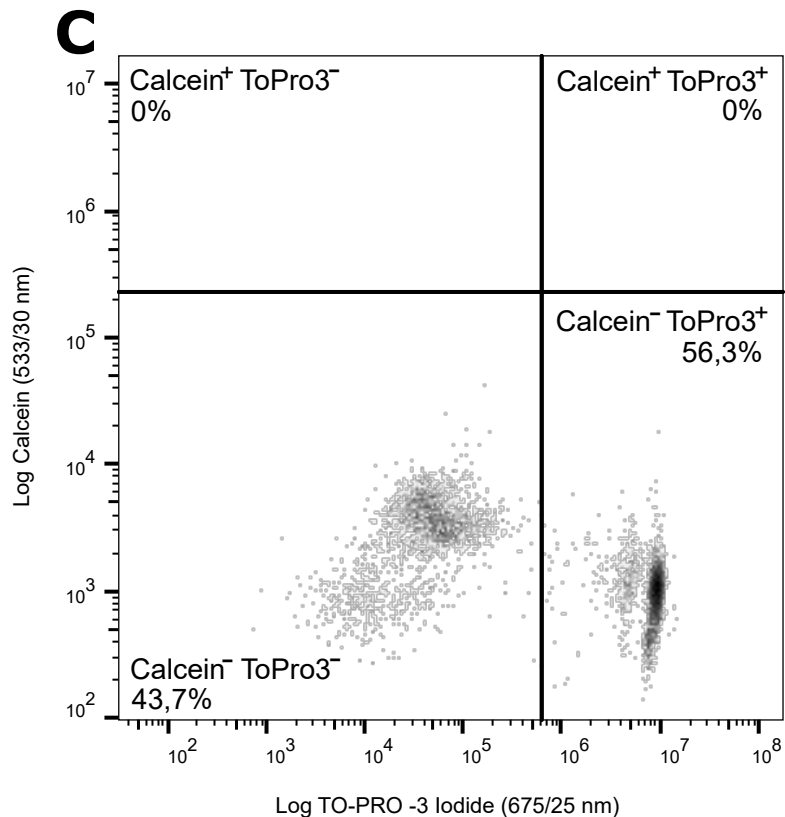 C
Calcein⁺ ToPro3⁻
0%
Calcein⁺ ToPro3⁺
0%
Calcein⁻ ToPro3⁺
56,3%
Calcein⁻ ToPro3⁻
43,7%
Log Calcein (533/30 nm)
10⁷
10⁶
10⁵
10⁴
10³
10²
10²
10³
10⁴
10⁵
10⁶
10⁷
10⁸
Log TO-PRO -3 Iodide (675/25 nm)